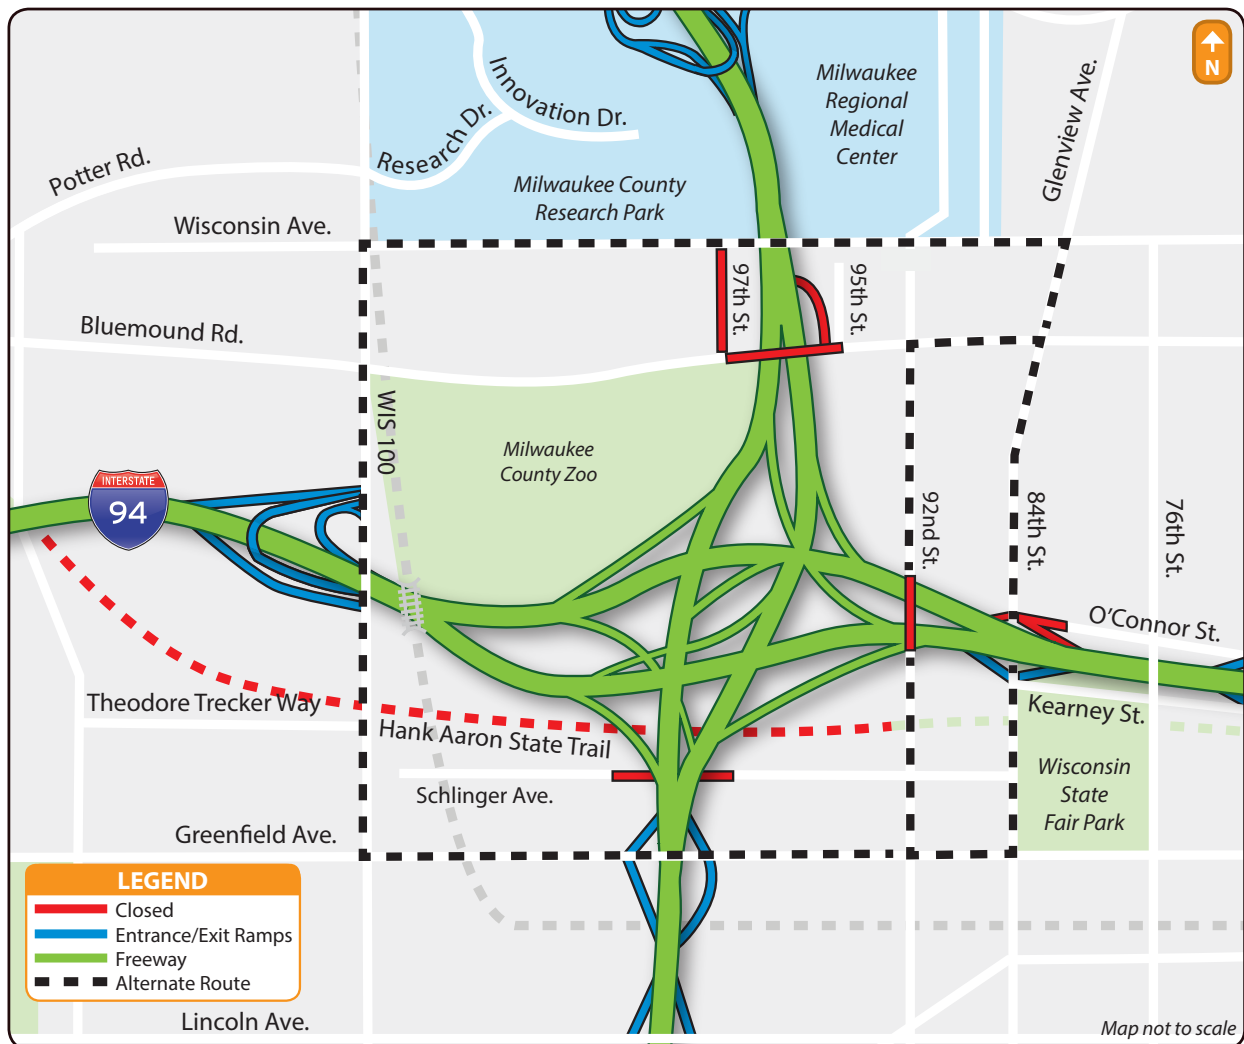 N
Milwaukee
Regional
Medical
Center
Glenview Ave.
Innovation Dr.
Research Dr.
Potter Rd.
Milwaukee County
Research Park
Wisconsin Ave.
97th St.
95th St.
Bluemound Rd.
WIS 100
Milwaukee
County Zoo
INTERSTATE
94
92nd St.
84th St.
76th St.
O'Connor St.
Theodore Trecker Way
Hank Aaron State Trail
Kearney St.
Wisconsin
State
Fair Park
Schlinger Ave.
Greenfield Ave.
LEGEND
Closed
Entrance/Exit Ramps
Freeway
Alternate Route
Lincoln Ave.
Map not to scale